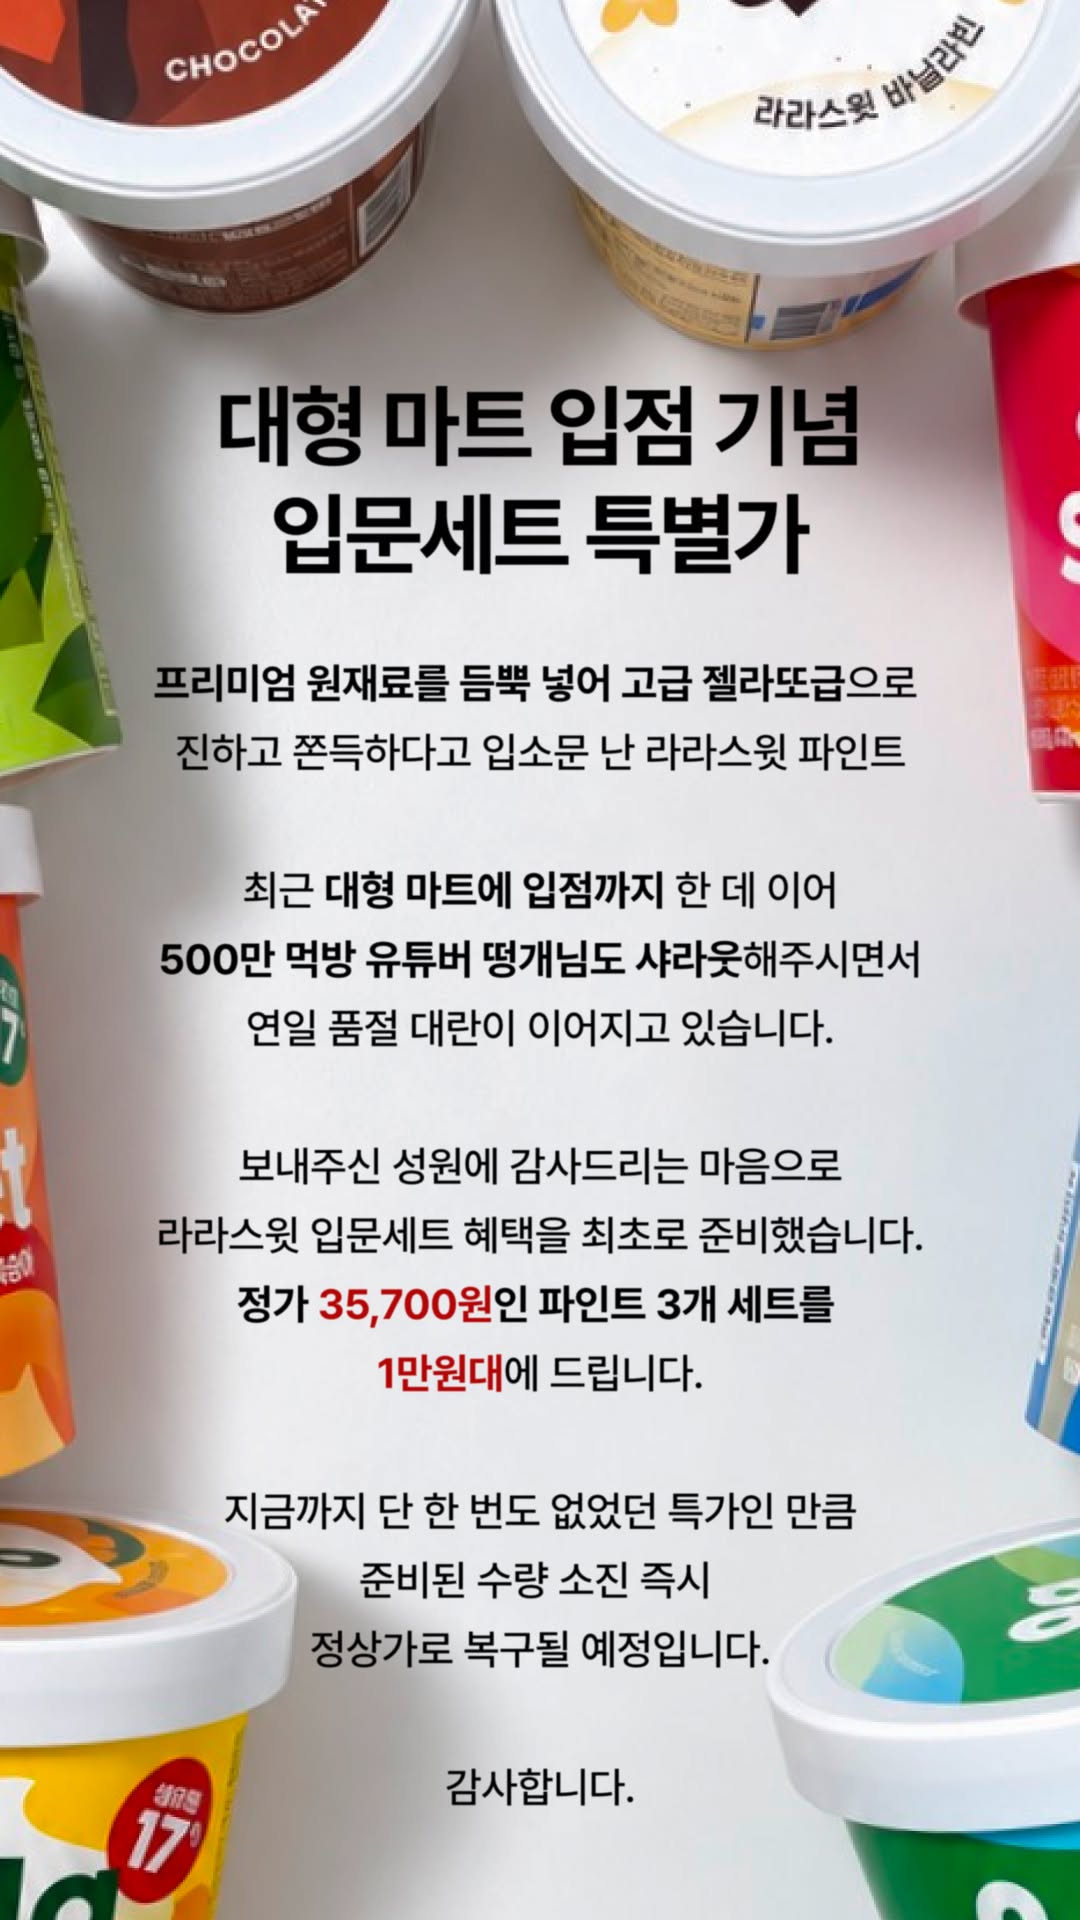 CHOCOLA
라라스윗 바닐라빈
대형 마트 입점 기념
입문세트 특별가
프리미엄 원재료를 듬뿍 넣어 고급 젤라또급으로
진하고 쫀득하다고 입소문 난 라라스윗 파인트
최근 대형 마트에 입점까지 한 데 이어
500만 먹방 유튜버 떵개님도 샤라웃해주시면서
연일 품절 대란이 이어지고 있습니다.
보내주신 성원에 감사드리는 마음으로
라라스윗 입문세트 혜택을 최초로 준비했습니다.
정가 35,700원인 파인트 3개 세트를
1만원대에 드립니다.
지금까지 단 한 번도 없었던 특가인 만큼
준비된 수량 소진 즉시
정상가로 복구될 예정입니다.
감사합니다.
17g